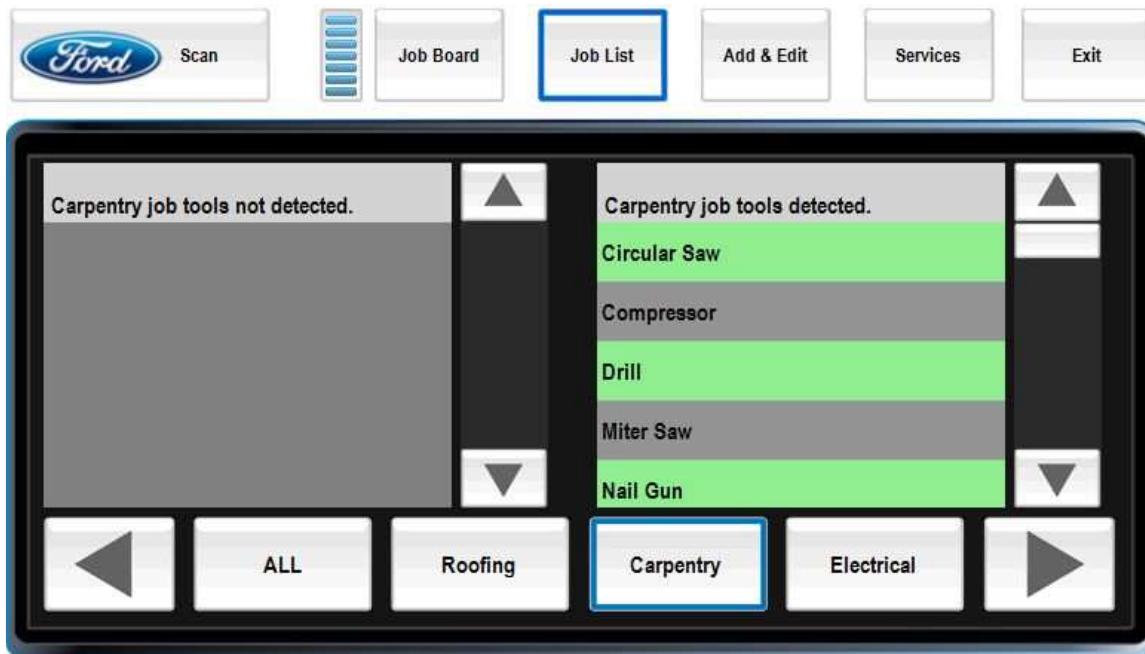 Ford
Scan
Job Board
Job List
Add & Edit
Services
Exit
Carpentry job tools not detected.
Carpentry job tools detected.
Circular Saw
Compressor
Drill
Miter Saw
Nail Gun
ALL
Roofing
Carpentry
Electrical